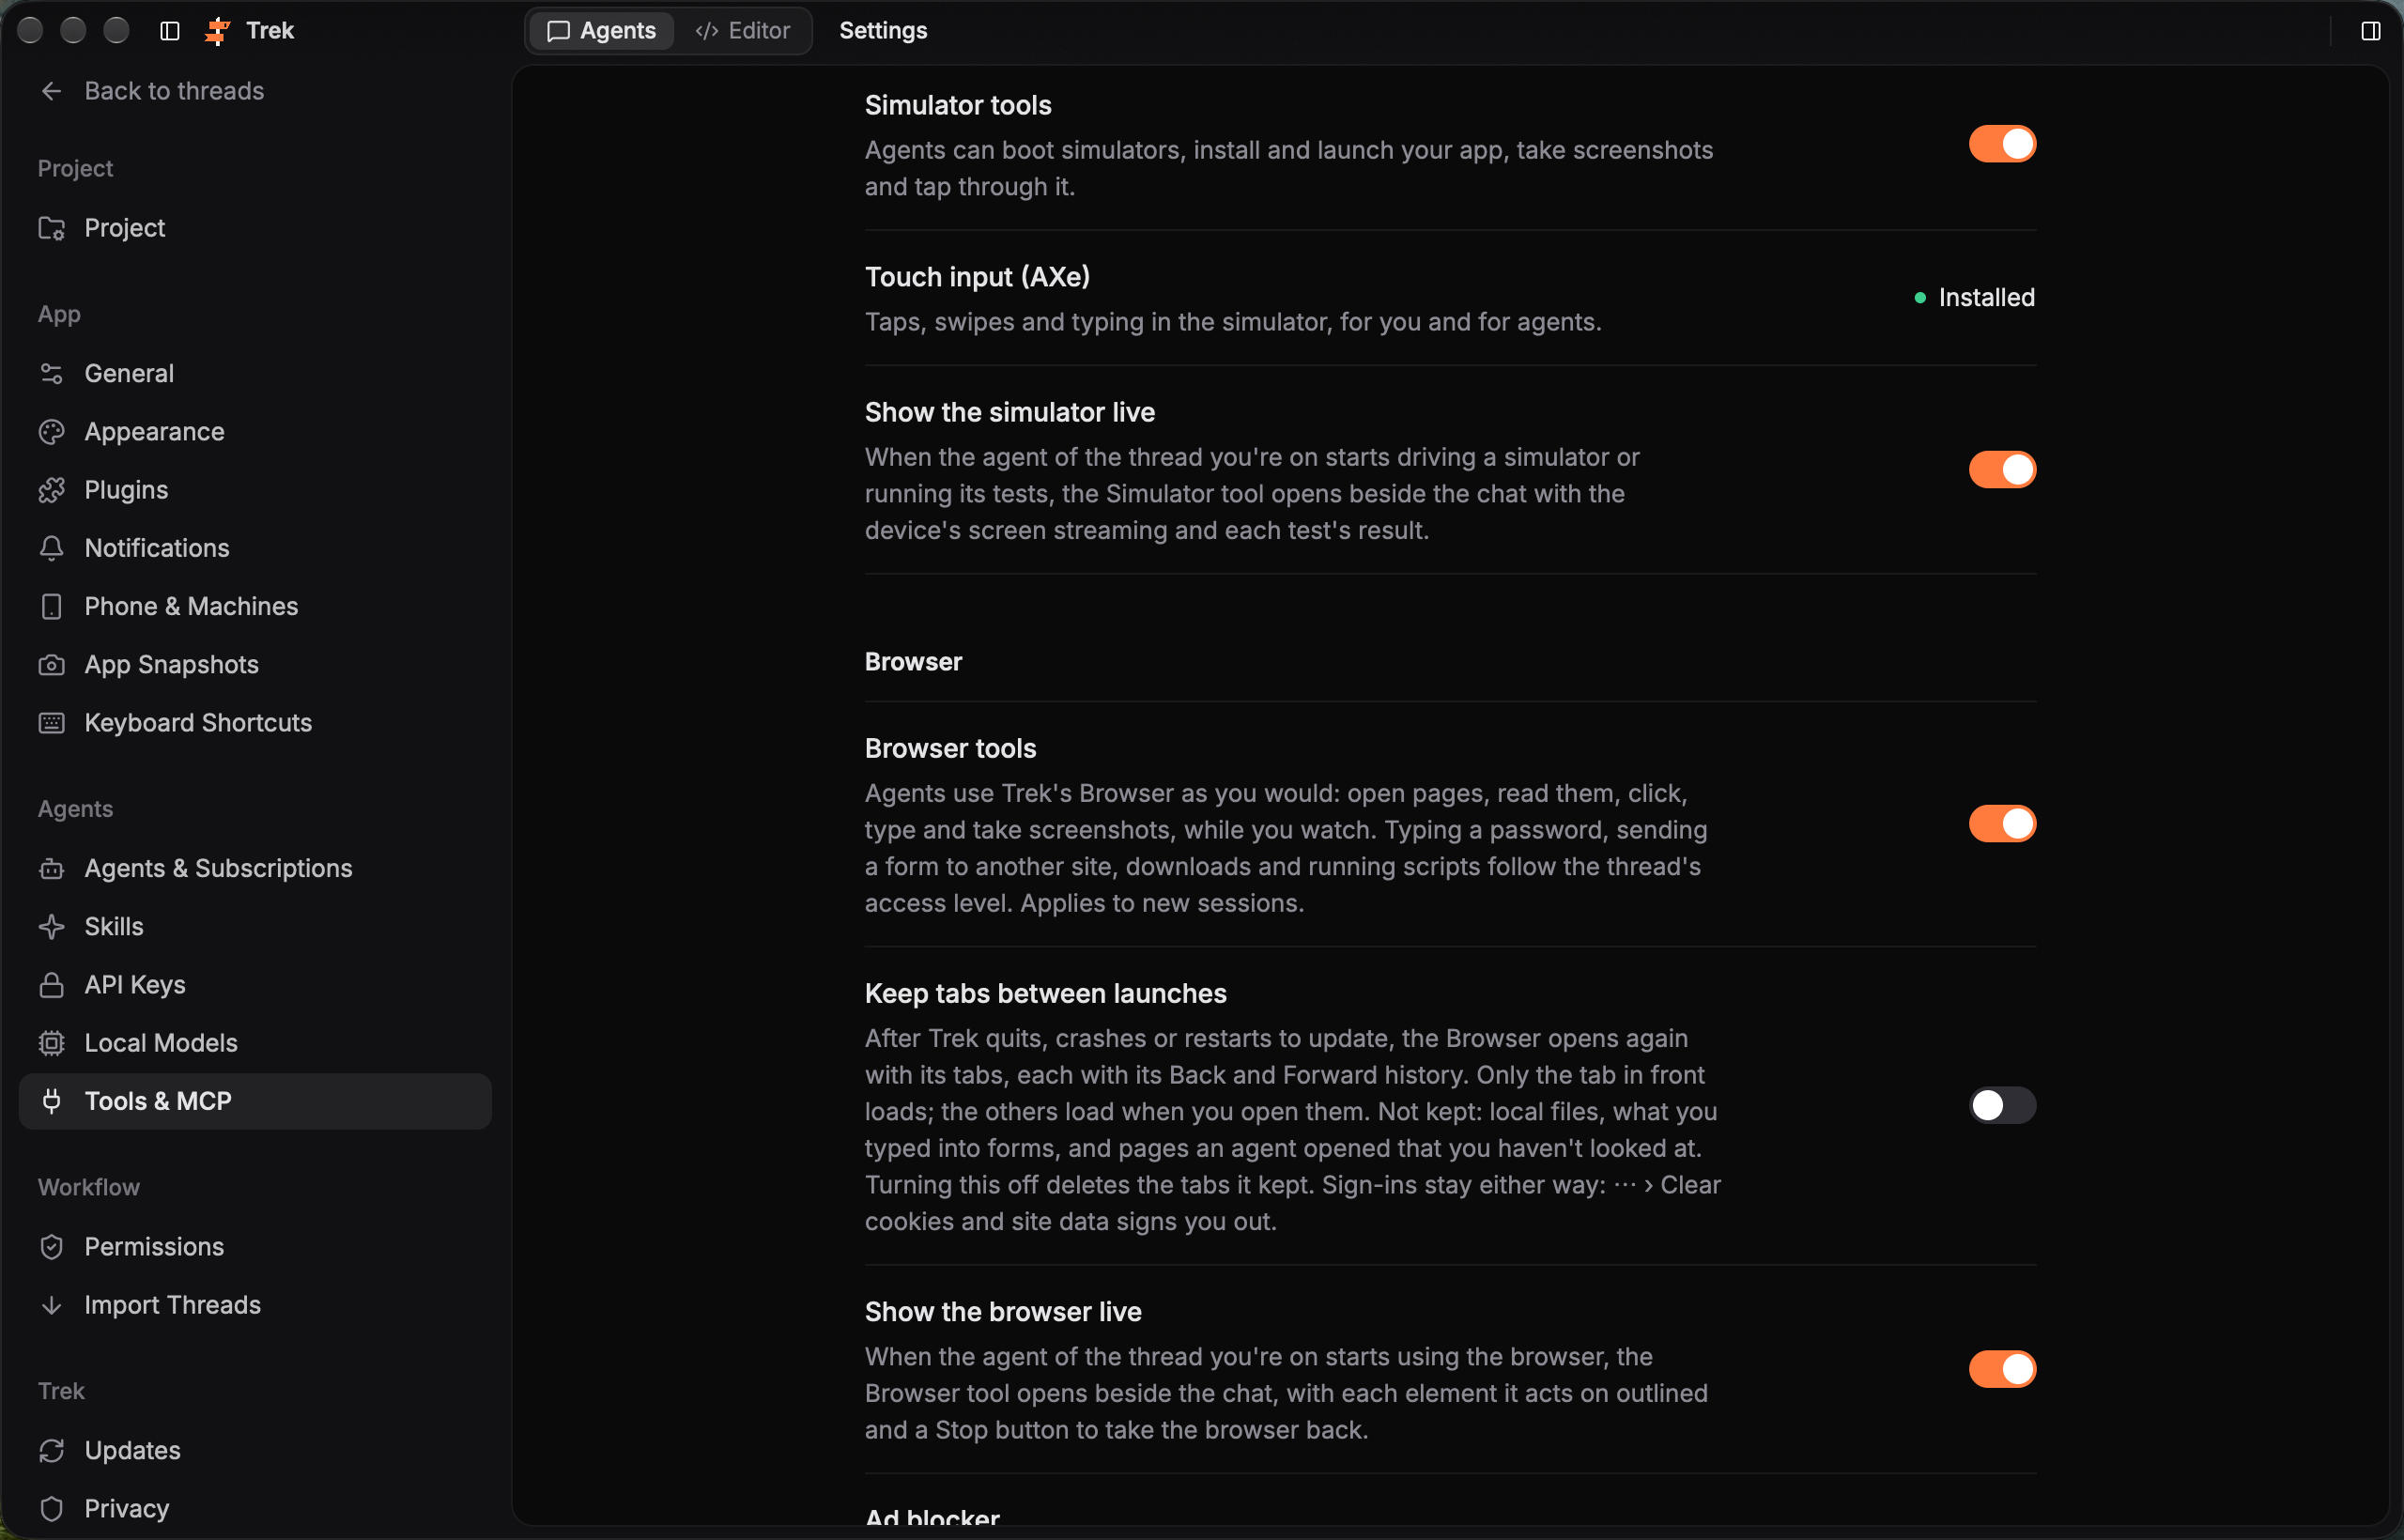 Trek
Agents
Editor
Settings
Back to threads
Project
Project
App
General
Appearance
Plugins
Notifications
Phone & Machines
App Snapshots
Keyboard Shortcuts
Agents
Agents & Subscriptions
Skills
API Keys
Local Models
Tools & MCP
Workflow
Permissions
Import Threads
Trek
Updates
Privacy
Simulator tools
Agents can boot simulators, install and launch your app, take screenshots
and tap through it.
Touch input (AXe)
Taps, swipes and typing in the simulator, for you and for agents.
Installed
Show the simulator live
When the agent of the thread you're on starts driving a simulator or
running its tests, the Simulator tool opens beside the chat with the
device's screen streaming and each test's result.
Browser
Browser tools
Agents use Trek's Browser as you would: open pages, read them, click,
type and take screenshots, while you watch. Typing a password, sending
a form to another site, downloads and running scripts follow the thread's
access level. Applies to new sessions.
Keep tabs between launches
After Trek quits, crashes or restarts to update, the Browser opens again
with its tabs, each with its Back and Forward history. Only the tab in front
loads; the others load when you open them. Not kept: local files, what you
typed into forms, and pages an agent opened that you haven't looked at.
Turning this off deletes the tabs it kept. Sign-ins stay either way: ··· › Clear
cookies and site data signs you out.
Show the browser live
When the agent of the thread you're on starts using the browser, the
Browser tool opens beside the chat, with each element it acts on outlined
and a Stop button to take the browser back.
Ad blocker